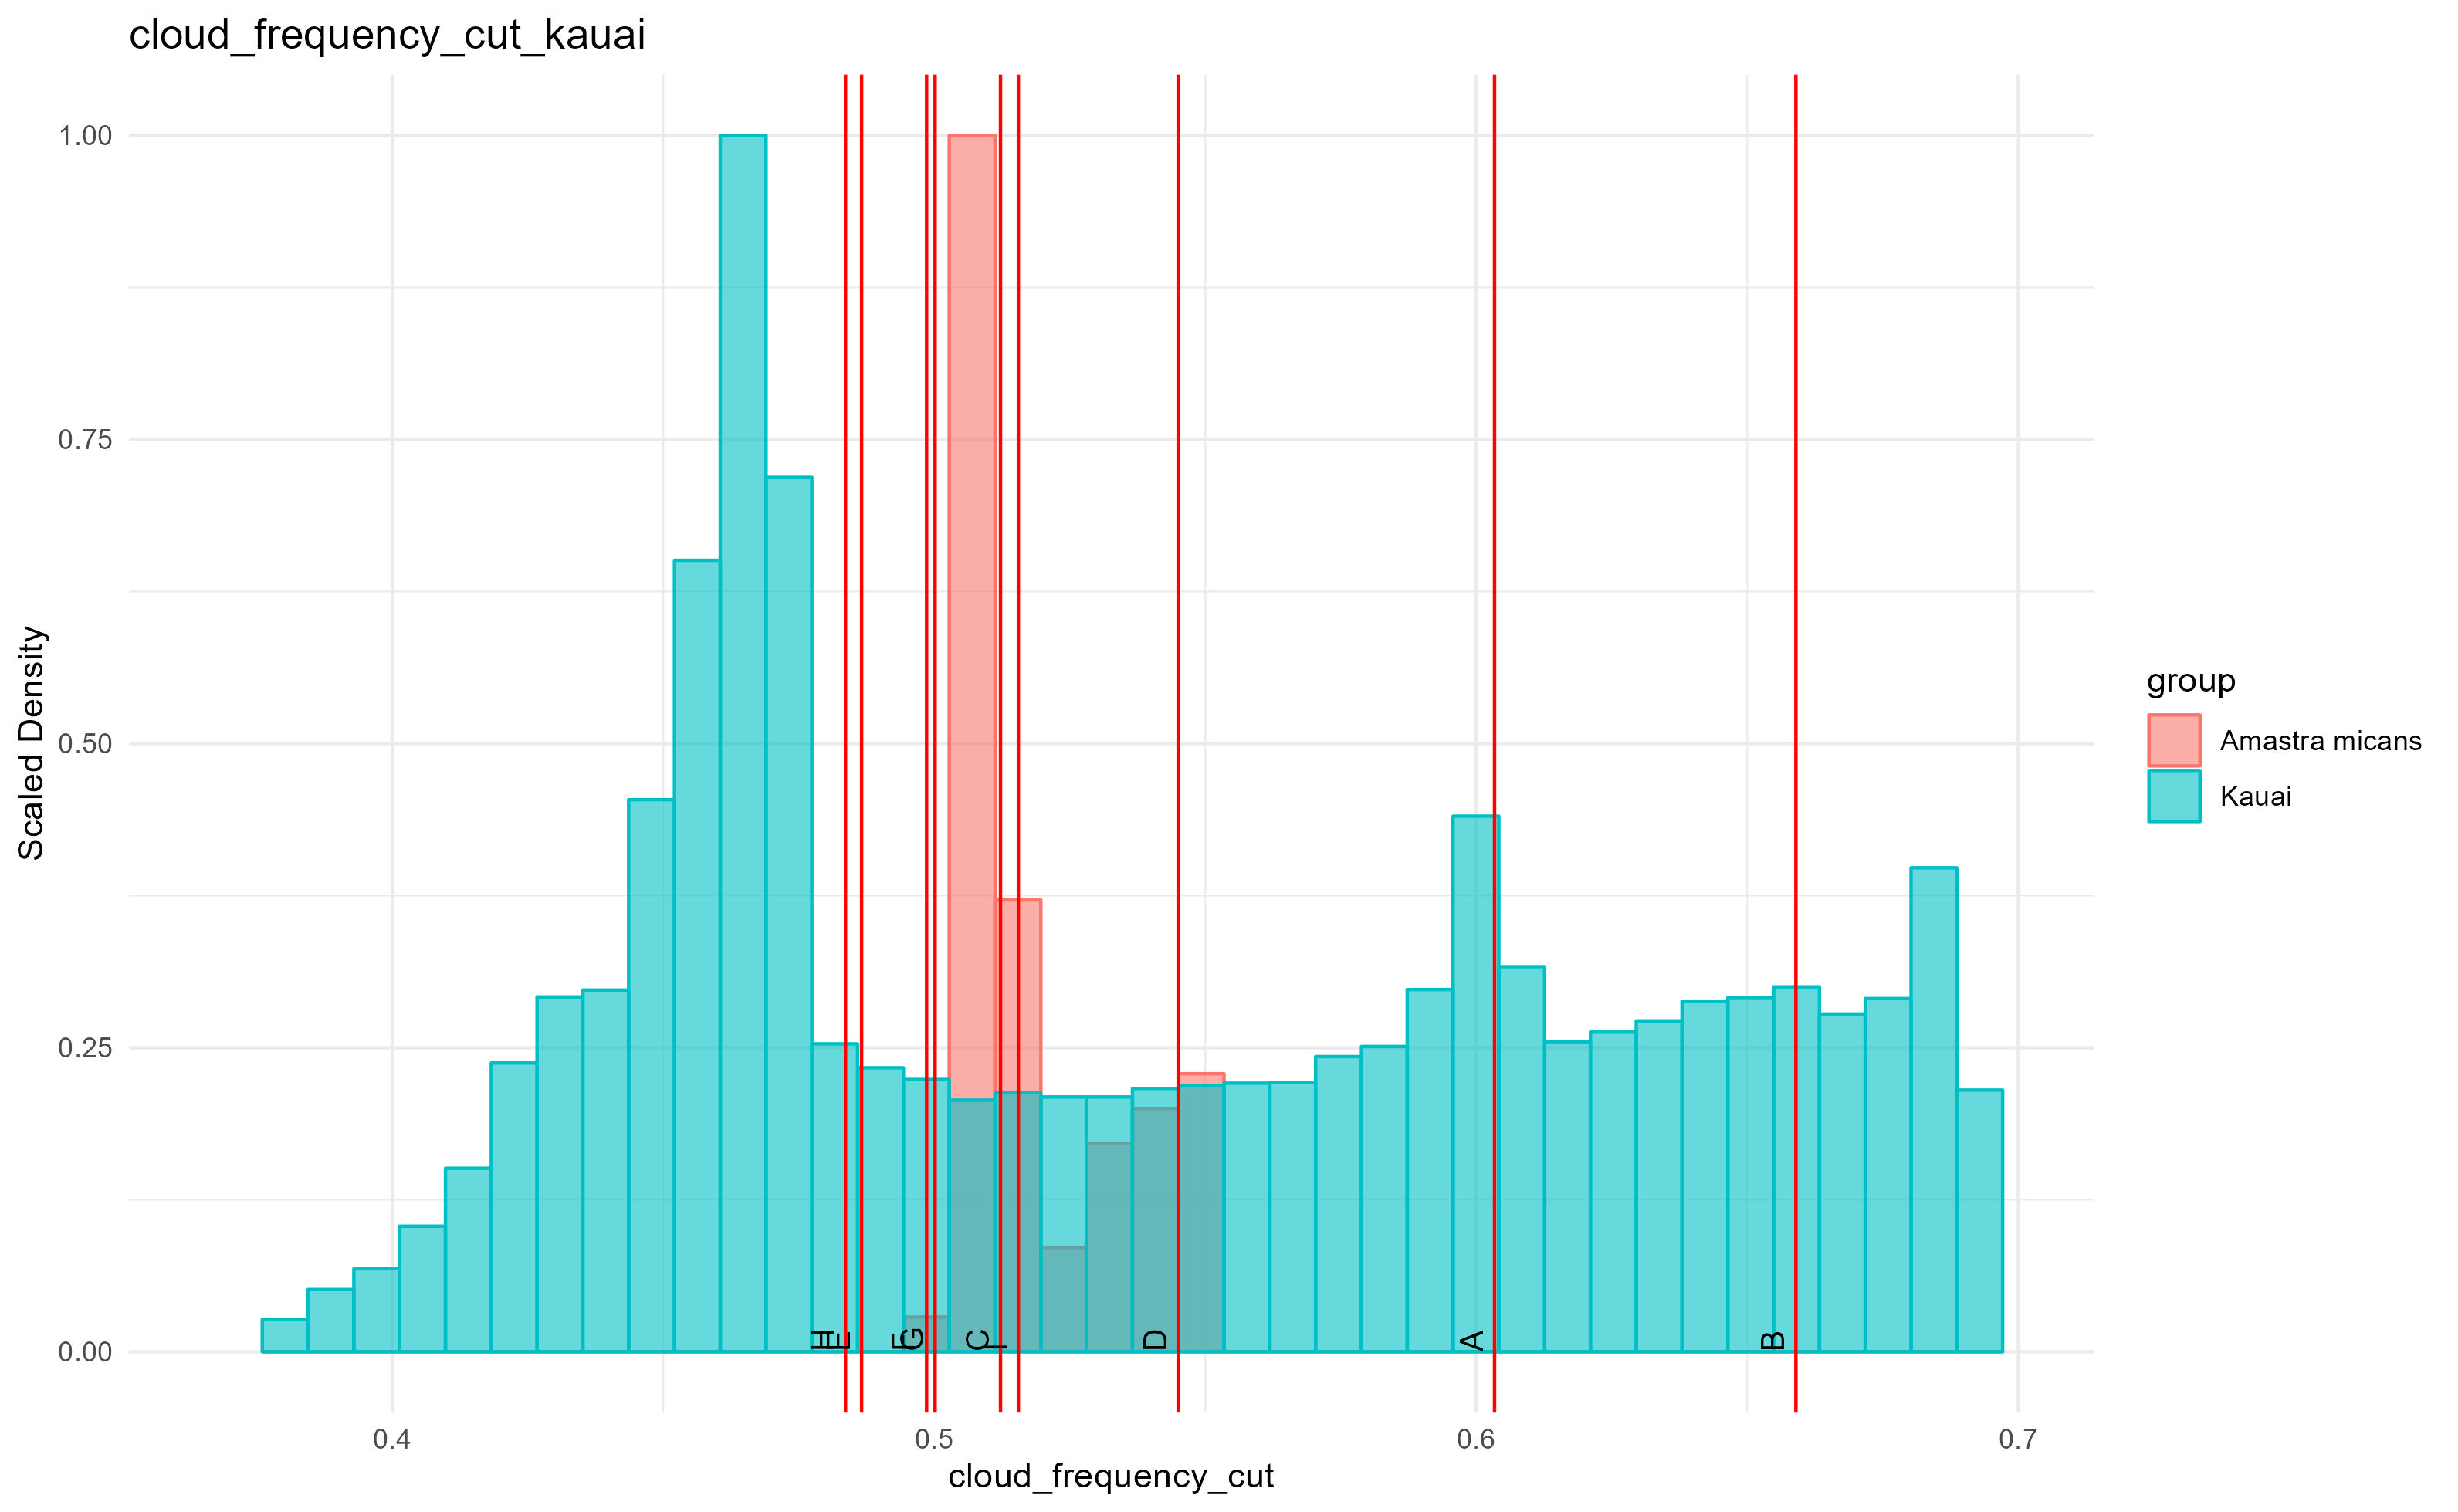 cloud_frequency_cut_kauai
1.00
0.75
0.50
0.25
0.00
Scaled Density
H
E
F
G
C
I
D
A
B
0.4
0.5
0.6
0.7
cloud_frequency_cut
group
Amastra micans
Kauai